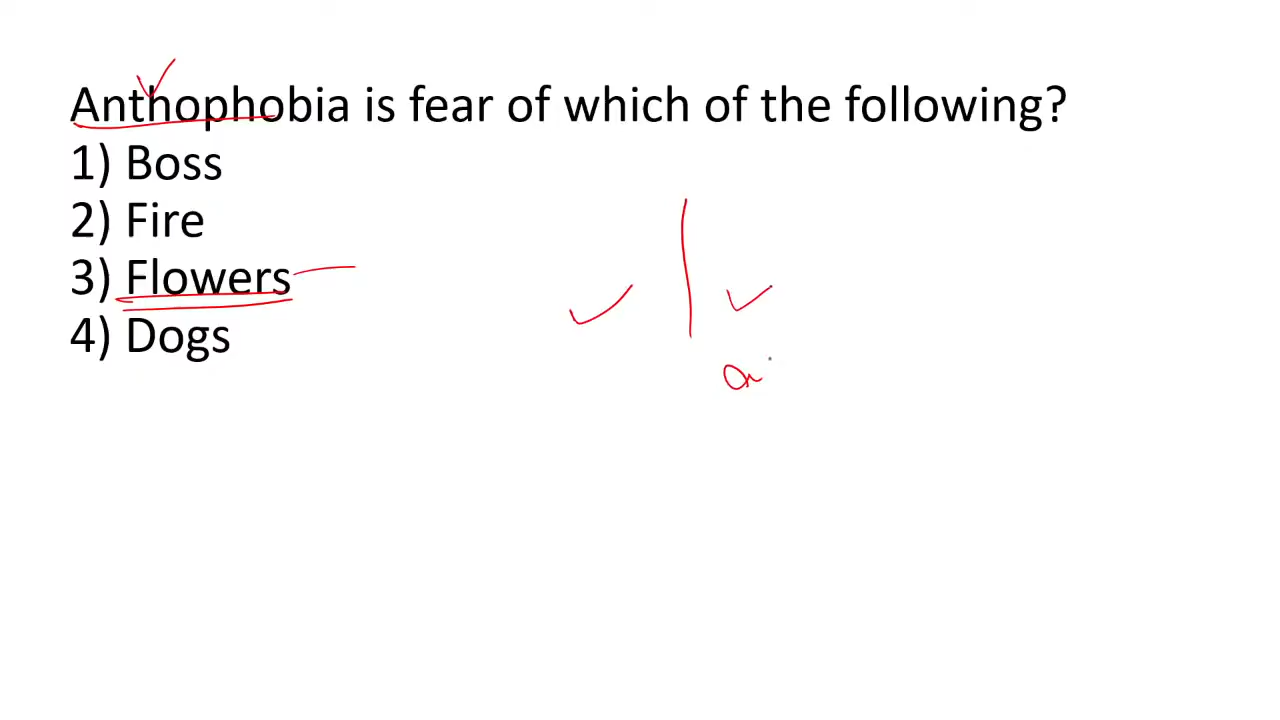 Anthophobia is fear of which of the following?
1) Boss
2) Fire
3) Flowers
4) Dogs